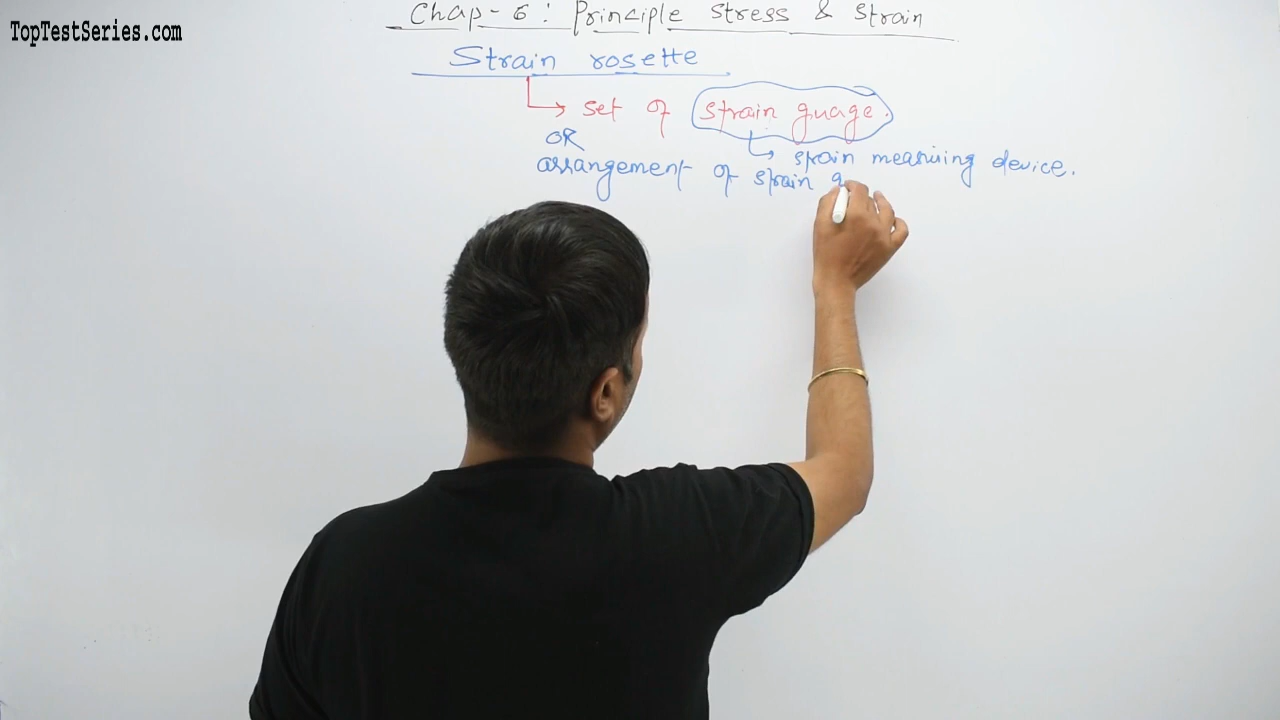 TopTestSeries.com
Chap-6 : Principle stress & strain
Strain rosette
set of strain guage.
OR
strain measuring device.
arrangement of strain g